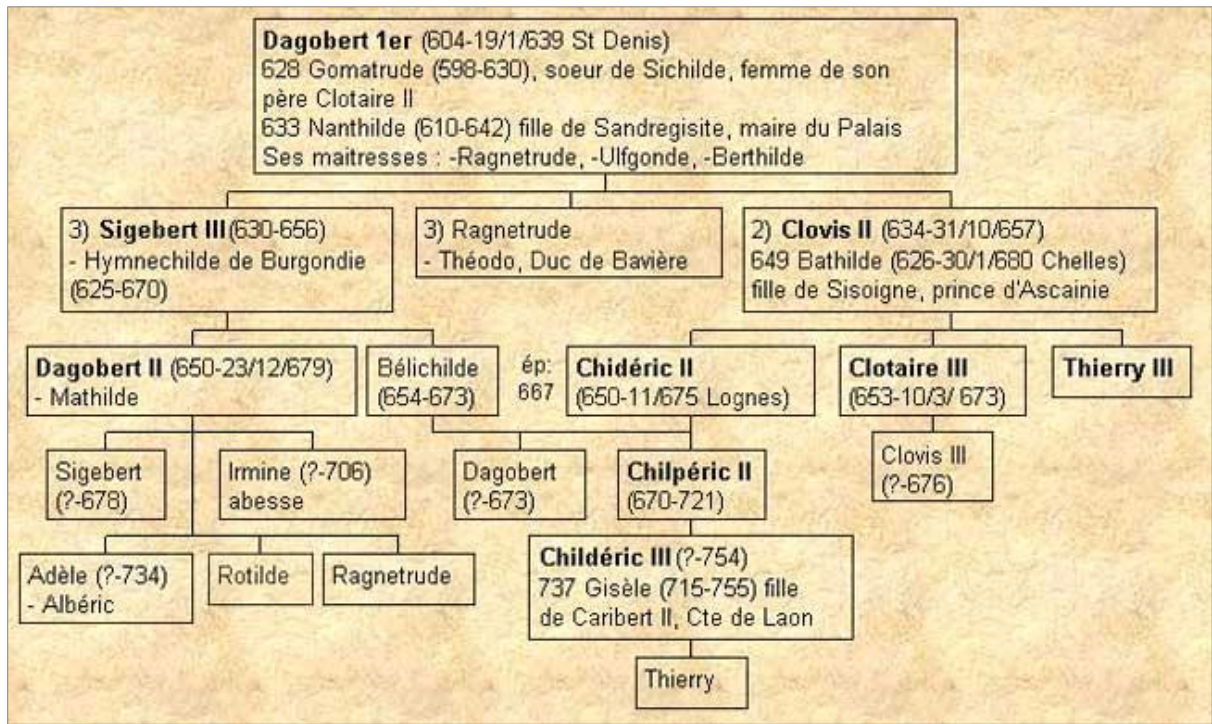 Dagobert 1er (604-19/1/639 St Denis)
628 Gomatrude (598-630), soeur de Sichilde, femme de son
père Clotaire II
633 Nanthilde (610-642) fille de Sandregisite, maire du Palais
Ses maitresses : -Ragnetrude, -Ulfgonde, -Berthilde
3) Sigebert III (630-656)
- Hymnechilde de Burgondie
(625-670)
3) Ragnetrude
- Théodo, Duc de Bavière
2) Clovis II (634-31/10/657)
649 Bathilde (626-30/1/680 Chelles)
fille de Sisoigne, prince d'Ascainie
Dagobert II (650-23/12/679)
- Mathilde
Bélichilde
(654-673)
ép:
667
Chidéric II
(650-11/675 Lognes)
Clotaire III
(653-10/3/ 673)
Thierry III
Sigebert
(?-678)
Irmine (?-706)
abesse
Dagobert
(?-673)
Chilpéric II
(670-721)
Clovis III
(?-676)
Adèle (?-734)
- Albéric
Rotilde
Ragnetrude
Childéric III (?-754)
737 Gisèle (715-755) fille
de Caribert II, Cte de Laon
Thierry